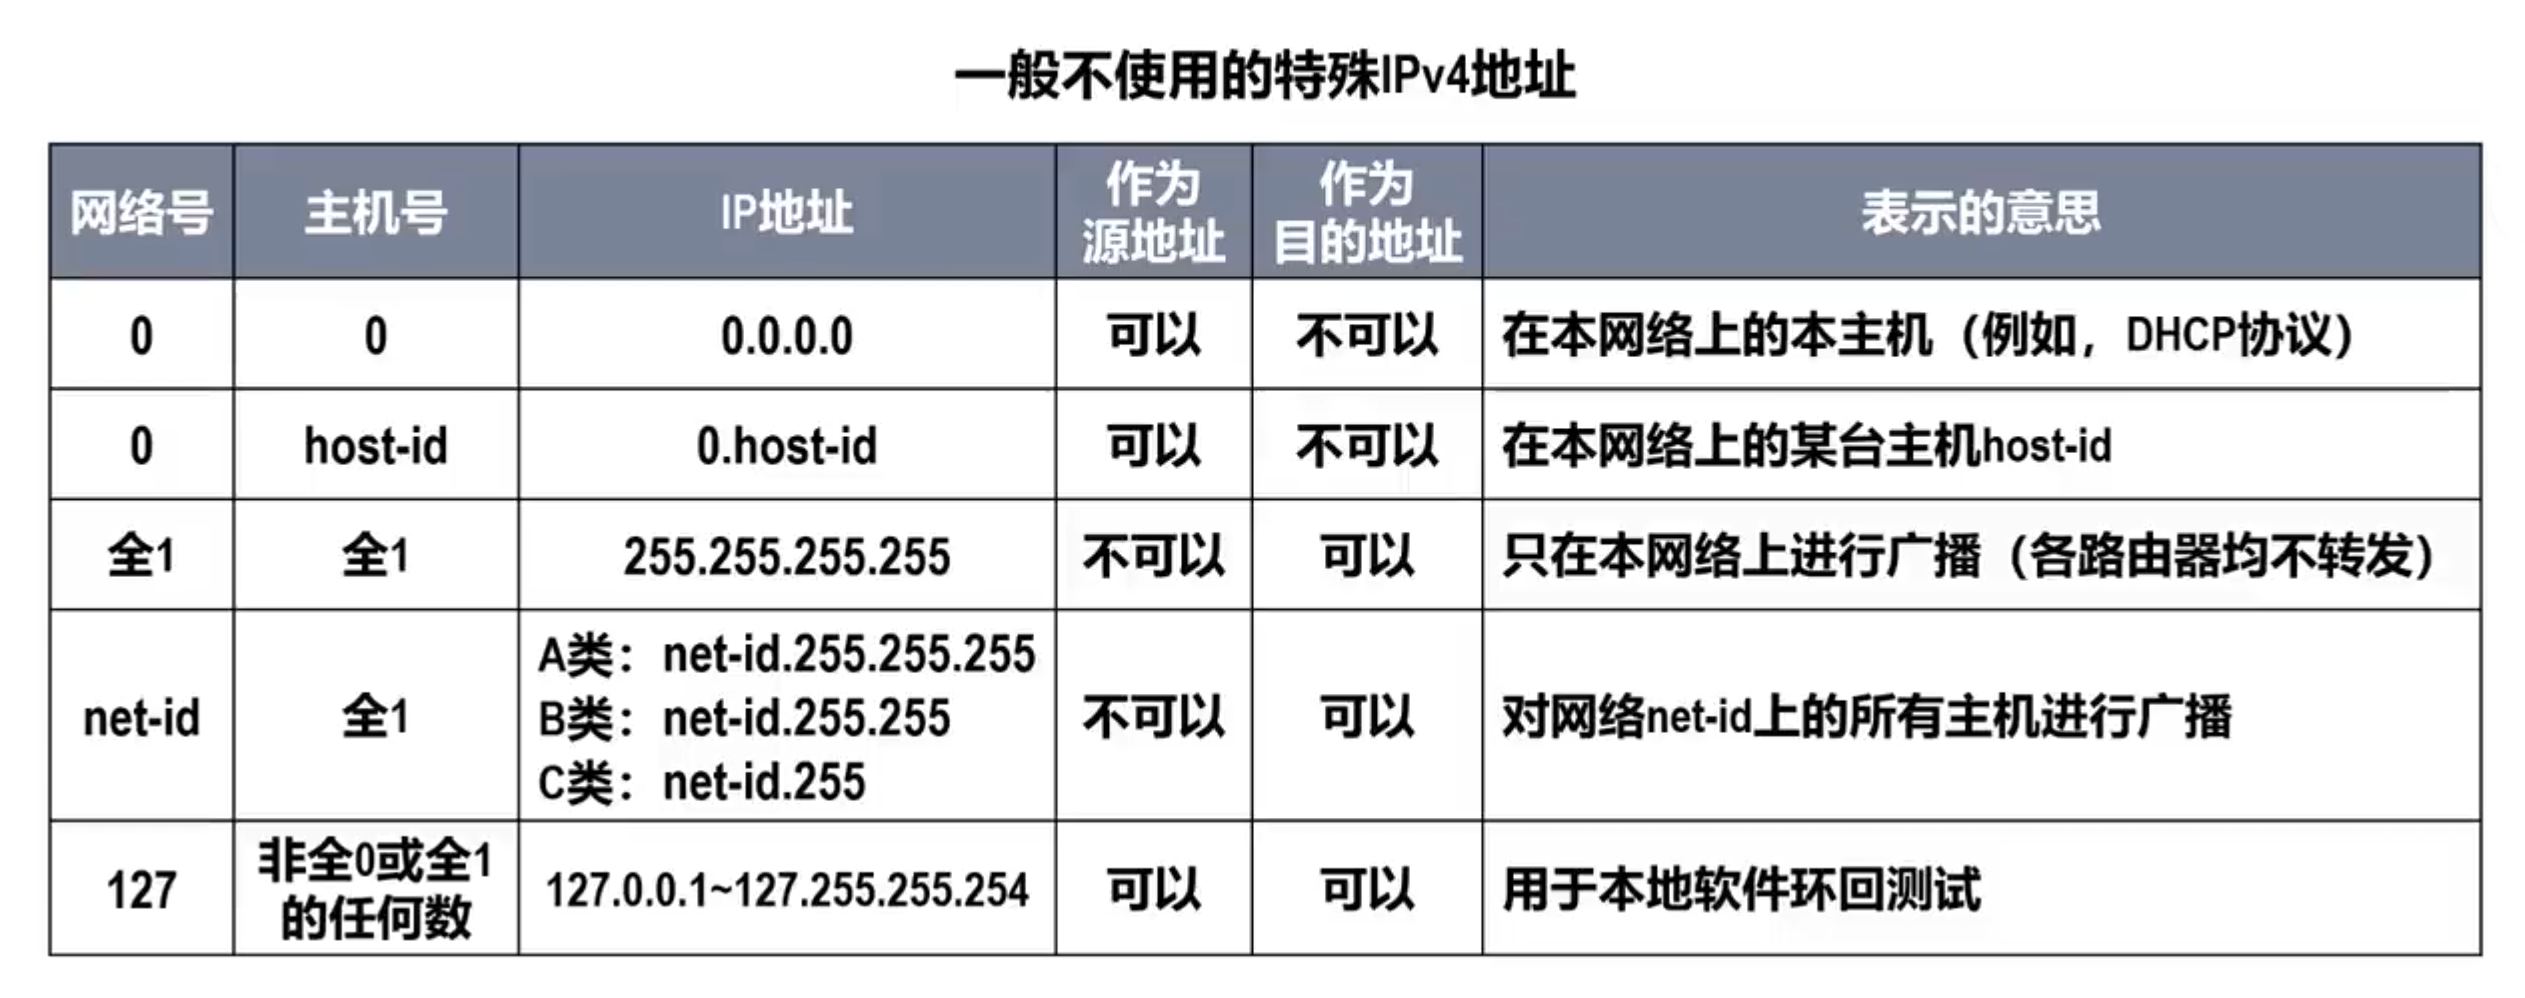 一般不使用的特殊IPv4地址
网络号 主机号 IP地址 作为源地址 作为目的地址 表示的意思
0 0 0.0.0.0 可以 不可以 在本网络上的本主机（例如，DHCP协议）
0 host-id 0.host-id 可以 不可以 在本网络上的某台主机host-id
全1 全1 255.255.255.255 不可以 可以 只在本网络上进行广播（各路由器均不转发）
net-id 全1 A类：net-id.255.255.255
B类：net-id.255.255
C类：net-id.255
不可以 可以 对网络net-id上的所有主机进行广播
127 非全0或全1
的任何数
127.0.0.1~127.255.255.254 可以 可以 用于本地软件环回测试